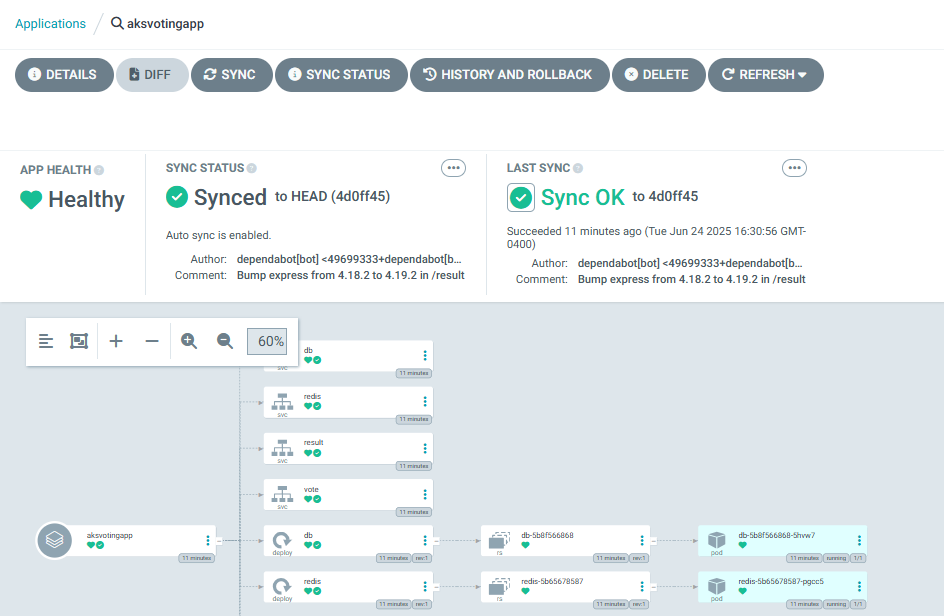 Applications / aksvotingapp
DETAILS DIFF SYNC SYNC STATUS HISTORY AND ROLLBACK DELETE REFRESH
APP HEALTH
Healthy
SYNC STATUS
Synced to HEAD (4d0ff45)
Auto sync is enabled.
Author: dependabot[bot] <49699333+dependabot[b...
Comment: Bump express from 4.18.2 to 4.19.2 in /result
LAST SYNC
Sync OK to 4d0ff45
Succeeded 11 minutes ago (Tue Jun 24 2025 16:30:56 GMT-
0400)
Author: dependabot[bot] <49699333+dependabot[b...
Comment: Bump express from 4.18.2 to 4.19.2 in /result
60%
db
svc
11 minutes
redis
svc
11 minutes
result
svc
11 minutes
vote
svc
11 minutes
aksvotingapp
11 minutes
db
deploy
11 minutes rev:1
db-5b8f566868
rs
11 minutes rev:1
db-5b8f566868-5hvw7
pod
11 minutes running 1/1
redis
deploy
11 minutes rev:1
redis-5b65678587
rs
11 minutes rev:1
redis-5b65678587-pgcc5
pod
11 minutes running 1/1